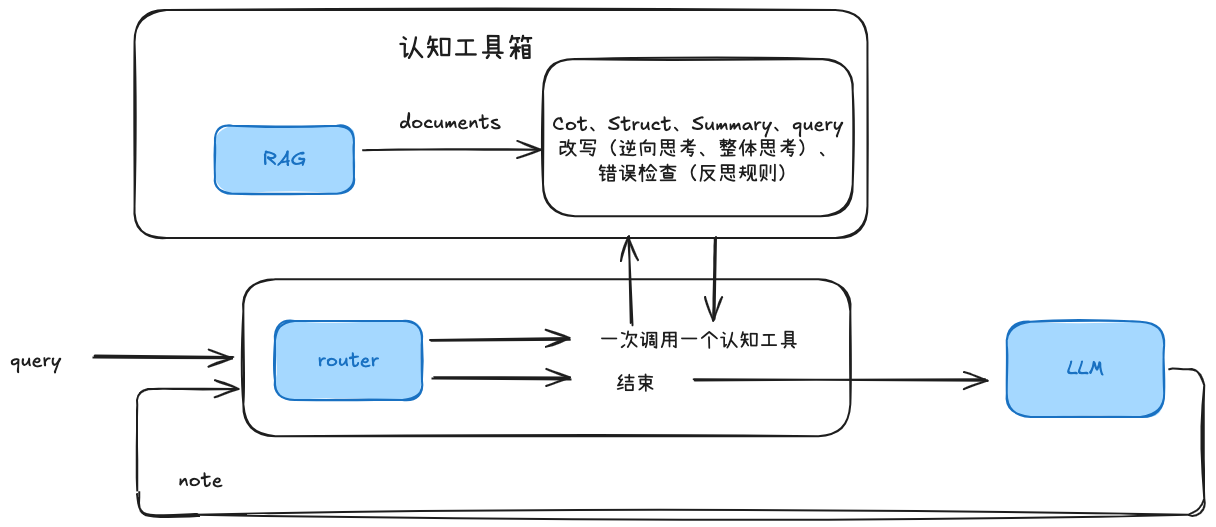 认知工具箱
documents
RAG
Cot、Struct、Summary、query
改写（逆向思考、整体思考）、
错误检查（反思规则）
query
router
一次调用一个认知工具
结束
LLM
note